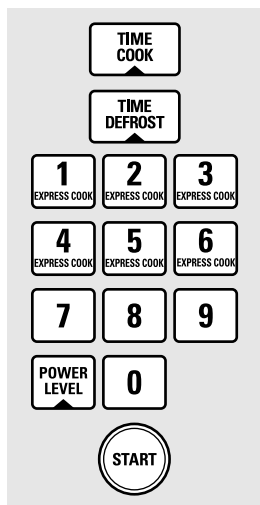 TIME
COOK
TIME
DEFROST
1 2 3
EXPRESS COOK EXPRESS COOK EXPRESS COOK
4 5 6
EXPRESS COOK EXPRESS COOK EXPRESS COOK
7 8 9
POWER
LEVEL 0
START